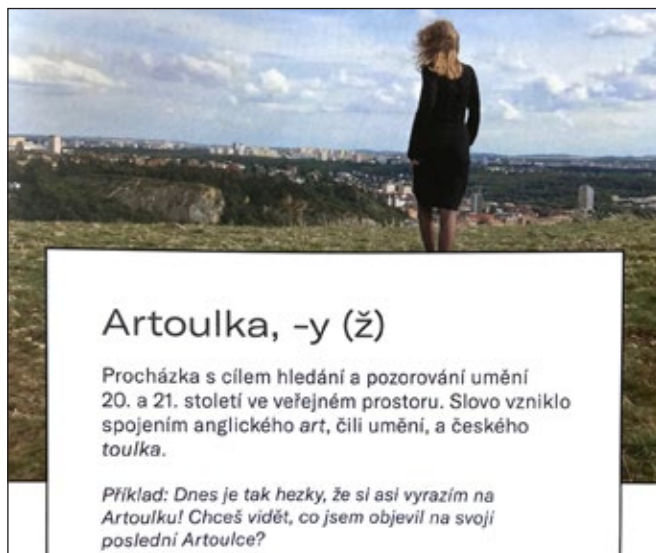 Artoulka, -y (ž)
Procházka s cílem hledání a pozorování umění
20. a 21. století ve veřejném prostoru. Slovo vzniklo
spojením anglického art, čili umění, a českého
toulka.
Příklad: Dnes je tak hezky, že si asi vyrazím na
Artoulku! Chceš vidět, co jsem objevil na svojí
poslední Artoulce?